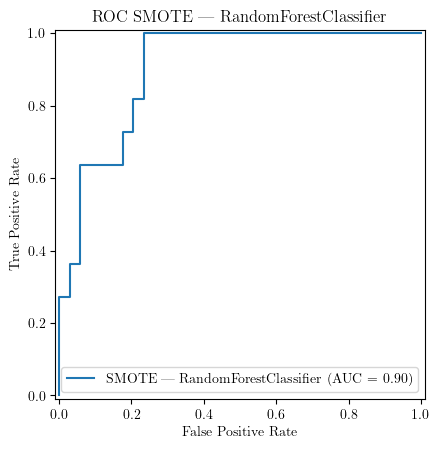 ROC SMOTE — RandomForestClassifier
1.0
0.8
0.6
0.4
0.2
0.0
True Positive Rate
SMOTE — RandomForestClassifier (AUC = 0.90)
0.0 0.2 0.4 0.6 0.8 1.0
False Positive Rate